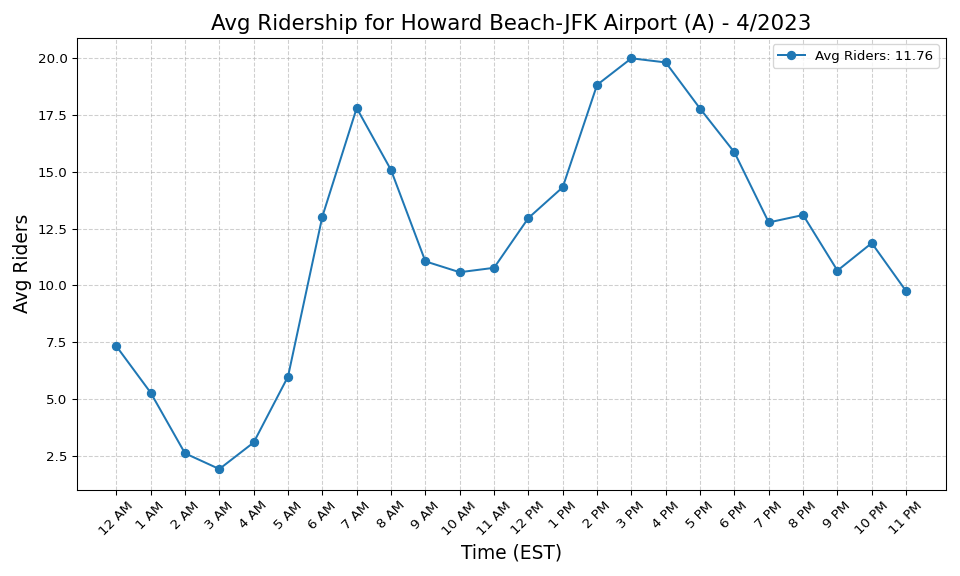 Avg Ridership for Howard Beach-JFK Airport (A) - 4/2023
Avg Riders: 11.76
Avg Riders
20.0
17.5
15.0
12.5
10.0
7.5
5.0
2.5
12 AM
1 AM
2 AM
3 AM
4 AM
5 AM
6 AM
7 AM
8 AM
9 AM
10 AM
11 AM
12 PM
1 PM
2 PM
3 PM
4 PM
5 PM
6 PM
7 PM
8 PM
9 PM
10 PM
11 PM
Time (EST)